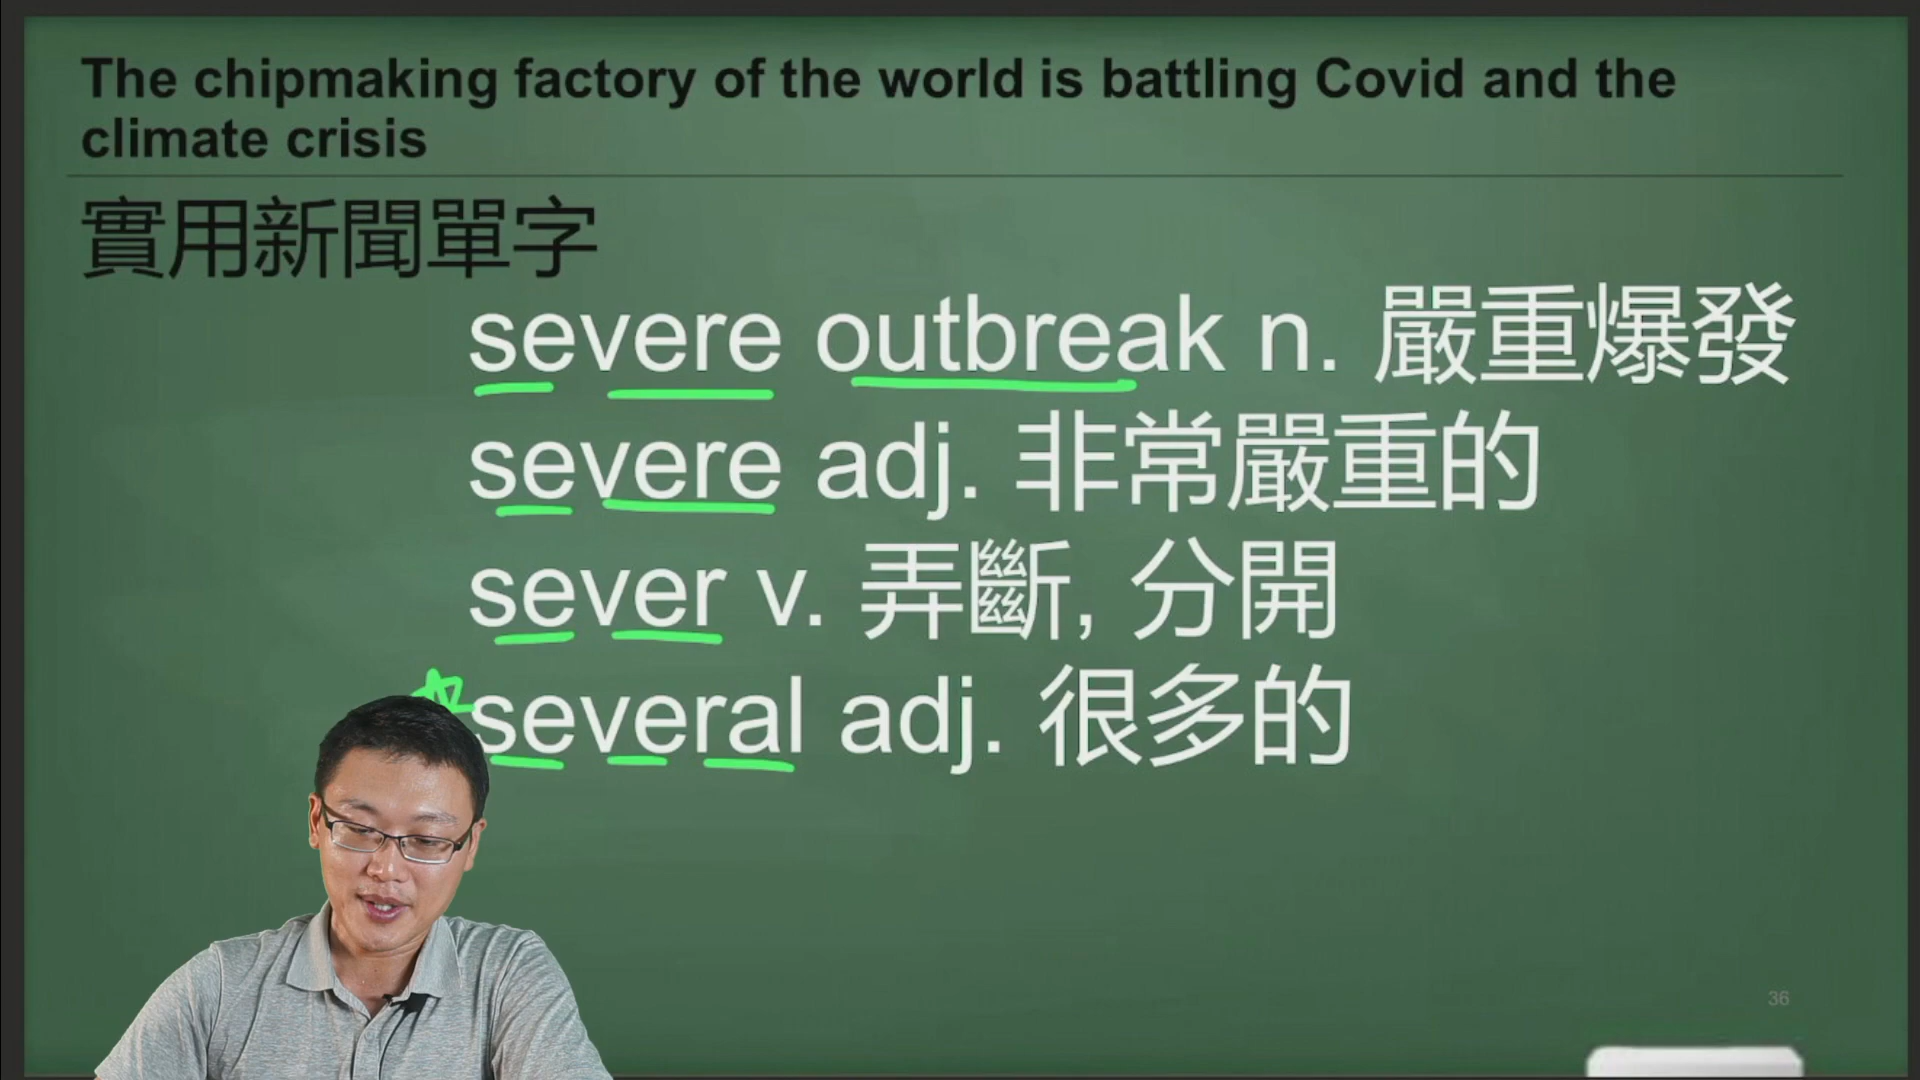 The chipmaking factory of the world is battling Covid and the
climate crisis
實用新聞單字
severe outbreak n. 嚴重爆發
severe adj. 非常嚴重的
sever v. 弄斷, 分開
several adj. 很多的
36